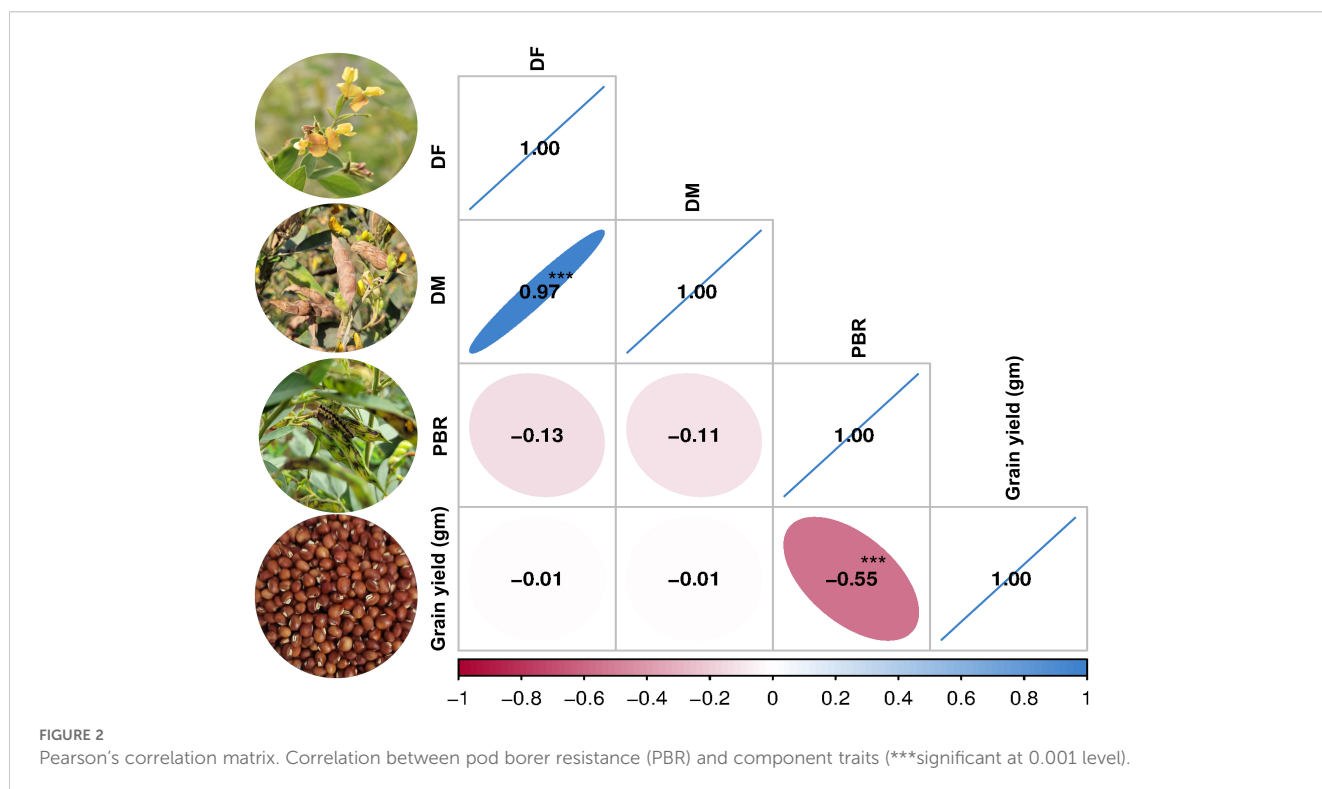 DF
DF
1.00
DM
DM
0.97***
1.00
PBR
PBR
−0.13
−0.11
1.00
Grain yield (gm)
Grain yield (gm)
−0.01
−0.01
−0.55***
1.00
−1 −0.8 −0.6 −0.4 −0.2 0 0.2 0.4 0.6 0.8 1
FIGURE 2
Pearson’s correlation matrix. Correlation between pod borer resistance (PBR) and component traits (***significant at 0.001 level).